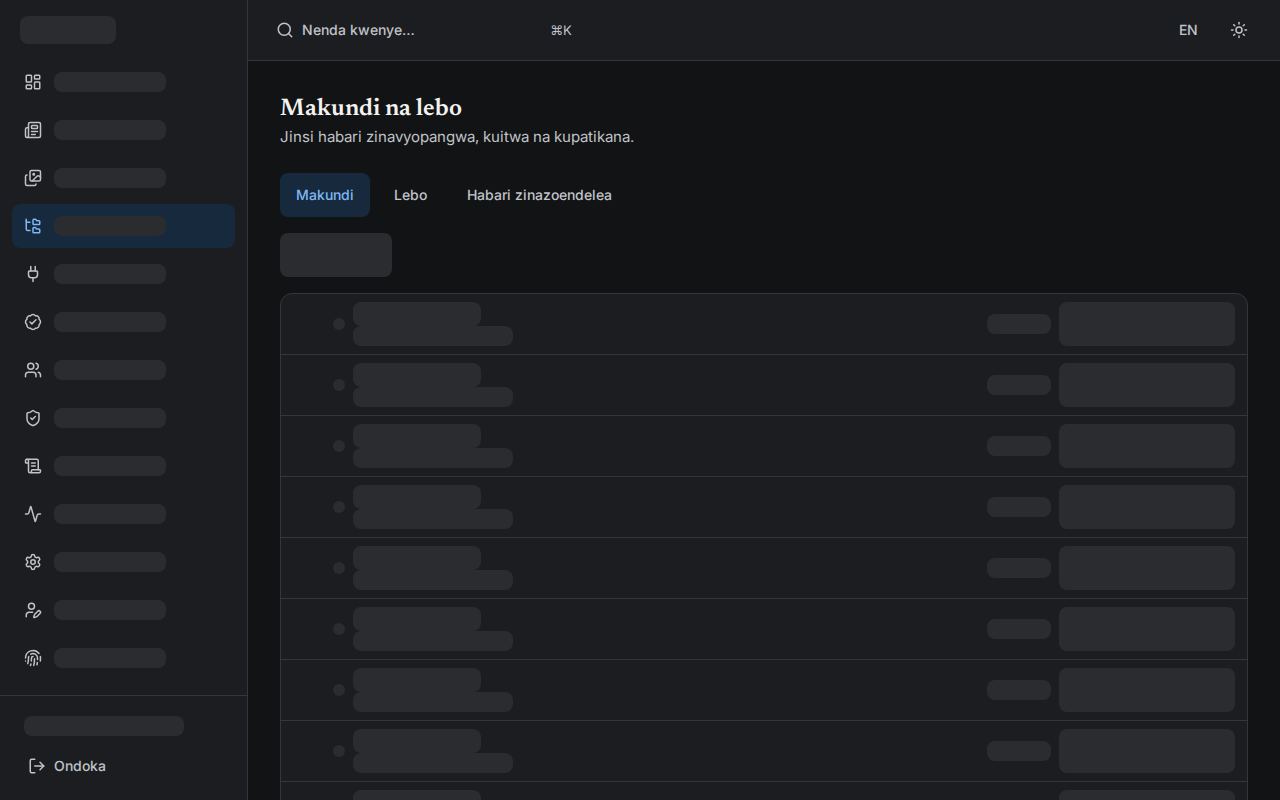 Nenda kwenye... ⌘K
EN
Makundi na lebo
Jinsi habari zinavyopangwa, kuitwa na kupatikana.
Makundi
Lebo
Habari zinazoendelea
Ondoka